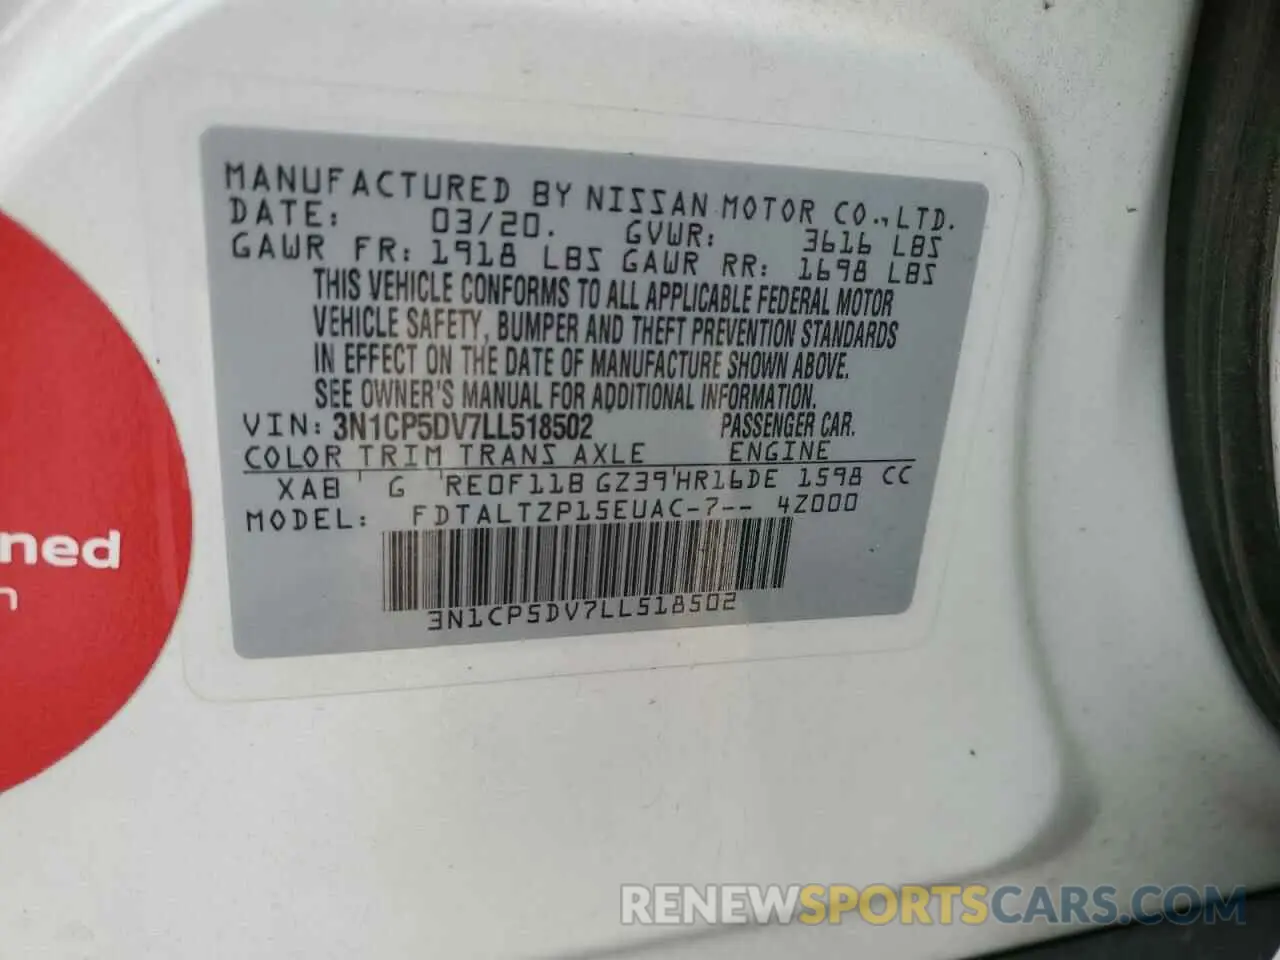 MANUFACTURED BY NISSAN MOTOR CO., LTD.
DATE: 03/20. GVWR: 3616 LBS
GAWR FR: 1918 LBS GAWR RR: 1698 LBS
THIS VEHICLE CONFORMS TO ALL APPLICABLE FEDERAL MOTOR
VEHICLE SAFETY, BUMPER AND THEFT PREVENTION STANDARDS
IN EFFECT ON THE DATE OF MANUFACTURE SHOWN ABOVE.
SEE OWNER'S MANUAL FOR ADDITIONAL INFORMATION.
VIN: 3N1CP5DV7LL518502 PASSENGER CAR.
COLOR TRIM TRANS AXLE ENGINE
XAB ' G 'RE0F11B GZ39'HR16DE 1598 CC
MODEL: FDTALTZP15EUAC-7-- 4Z000
3N1CP5DV7LL518502
ned
n
RENEWSPORTSCARS.COM